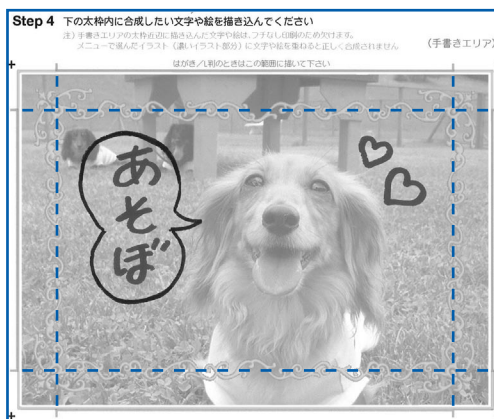 Step 4 下の太枠内に合成したい文字や絵を描き込んでください
注）手書きエリアの太枠近辺に描き込んだ文字や絵は、フチなし印刷のため欠けます。
メニューで選んだイラスト（濃いイラスト部分）に文字や絵を重ねると正しく合成されません
（手書きエリア）
はがき／L判のときはこの範囲に描いて下さい
あそぼ